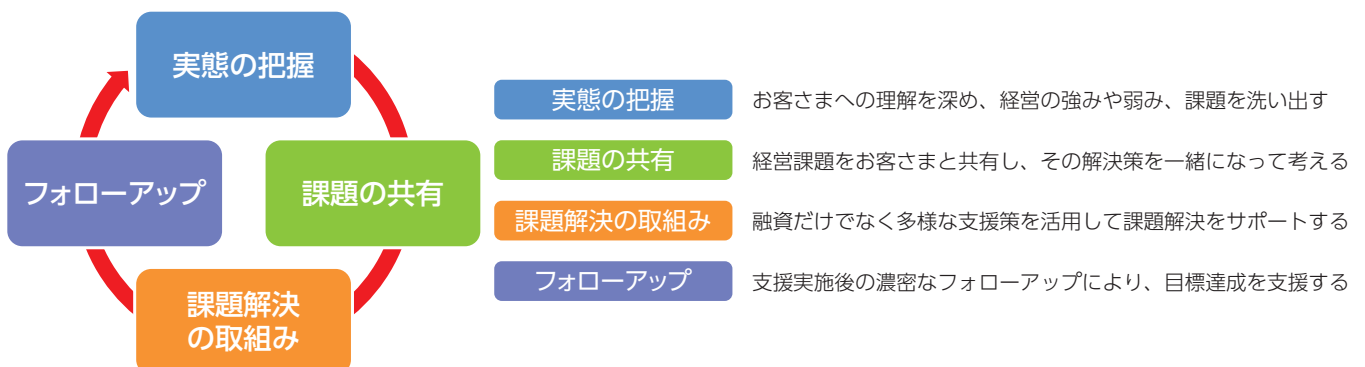 実態の把握
フォローアップ
課題の共有
課題解決
の取組み
実態の把握 お客さまへの理解を深め、経営の強みや弱み、課題を洗い出す
課題の共有 経営課題をお客さまと共有し、その解決策を一緒になって考える
課題解決の取組み 融資だけでなく多様な支援策を活用して課題解決をサポートする
フォローアップ 支援実施後の濃密なフォローアップにより、目標達成を支援する